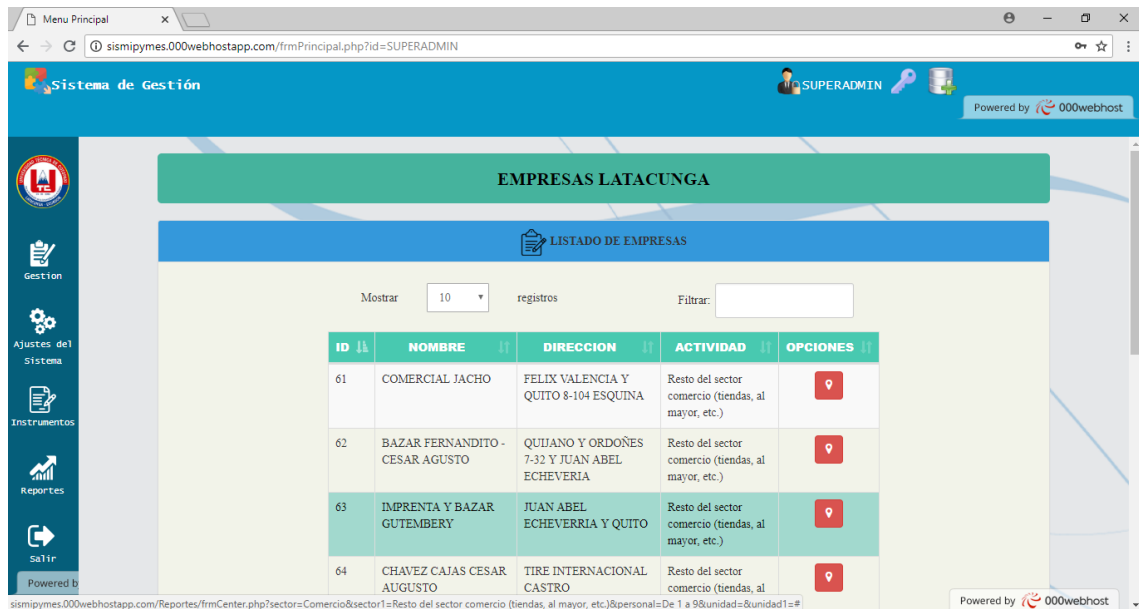 Menu Principal
sismipymes.000webhostapp.com/frmPrincipal.php?id=SUPERADMIN
Sistema de Gestión
SUPERADMIN
Powered by 000webhost
EMPRESAS LATACUNGA
LISTADO DE EMPRESAS
Gestion
Ajustes del
Sistema
Instrumentos
Reportes
Salir
Powered b
Mostrar 10 registros Filtrar:
ID NOMBRE DIRECCION ACTIVIDAD OPCIONES
61 COMERCIAL JACHO FELIX VALENCIA Y Resto del sector
QUITO 8-104 ESQUINA comercio (tiendas, al
mayor, etc.)
62 BAZAR FERNANDITO - QUIJANO Y ORDOÑES Resto del sector
CESAR AGUSTO 7-32 Y JUAN ABEL comercio (tiendas, al
ECHEVERIA mayor, etc.)
63 IMPRENTA Y BAZAR JUAN ABEL Resto del sector
GUTEMBERY ECHEVERRIA Y QUITO comercio (tiendas, al
mayor, etc.)
64 CHAVEZ CAJAS CESAR TIRE INTERNACIONAL Resto del sector
AUGUSTO CASTRO comercio (tiendas, al
sismipymes.000webhostapp.com/Reportes/frmCenter.php?sector=Comercio&sector1=Resto del sector comercio (tiendas, al mayor, etc.)&personal=De 1 a 9&unidad=&unidad1=#
Powered by 000webhost